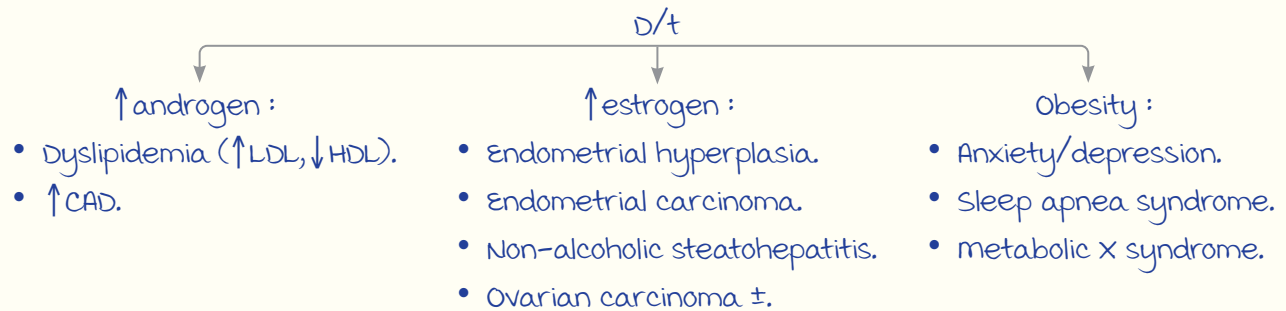 D/t
↑androgen:
• Dyslipidemia (↑LDL,↓HDL).
• ↑CAD.
↑estrogen:
• Endometrial hyperplasia.
• Endometrial carcinoma.
• Non-alcoholic steatohepatitis.
• Ovarian carcinoma ±.
Obesity:
• Anxiety/depression.
• Sleep apnea syndrome.
• Metabolic X syndrome.